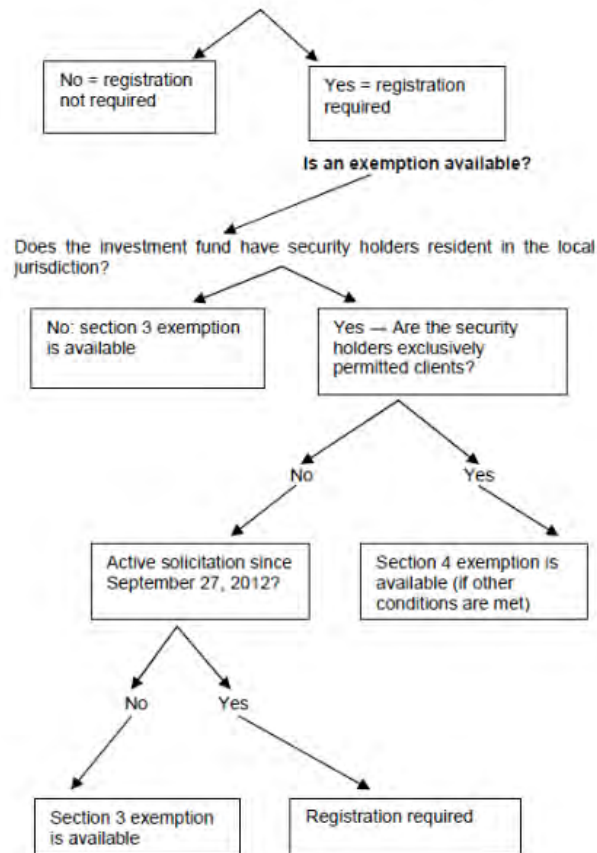 No = registration
not required
Yes = registration
required
Is an exemption available?
Does the investment fund have security holders resident in the local
jurisdiction?
No: section 3 exemption
is available
Yes — Are the security
holders exclusively
permitted clients?
No
Yes
Active solicitation since
September 27, 2012?
Section 4 exemption is
available (if other
conditions are met)
No
Yes
Section 3 exemption
is available
Registration required